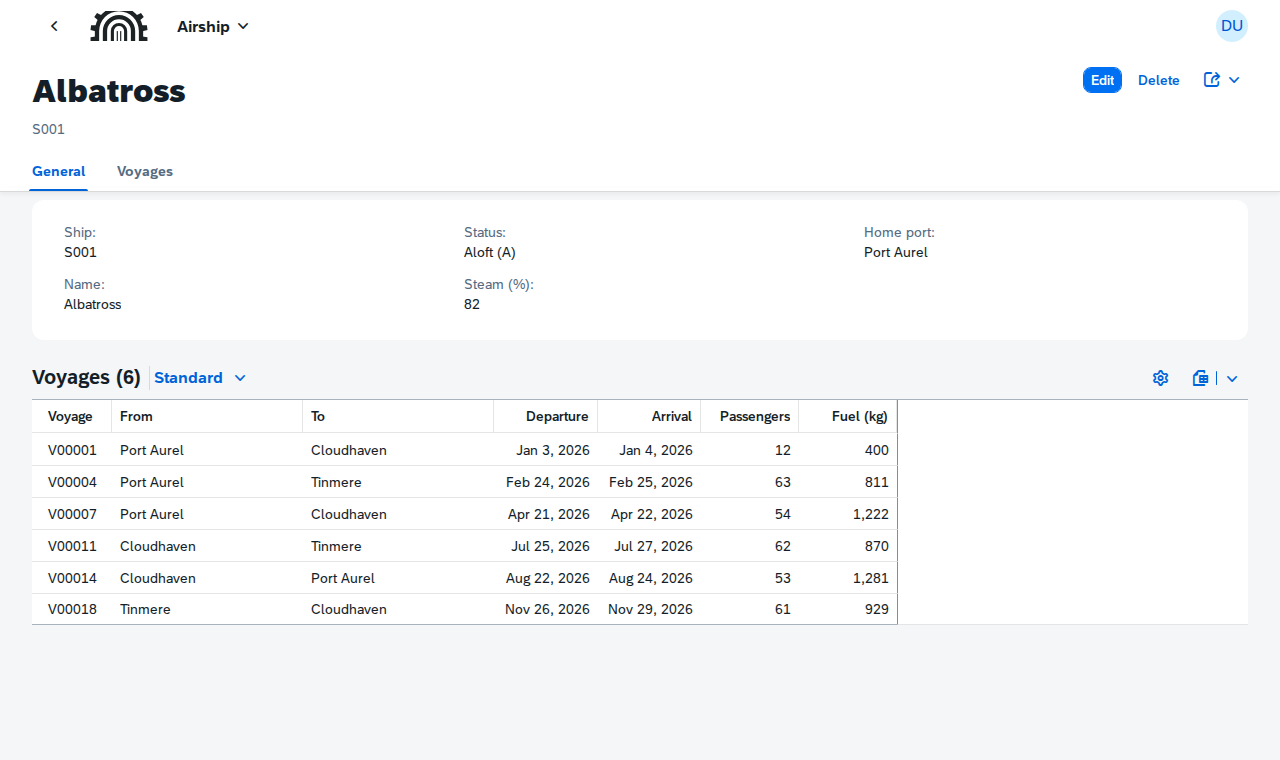 Airship
DU
Albatross
Edit
Delete
S001
General
Voyages
Ship:
S001
Status:
Aloft (A)
Home port:
Port Aurel
Name:
Albatross
Steam (%):
82
Voyages (6)
Standard
Voyage From To Departure Arrival Passengers Fuel (kg)
V00001 Port Aurel Cloudhaven Jan 3, 2026 Jan 4, 2026 12 400
V00004 Port Aurel Tinmere Feb 24, 2026 Feb 25, 2026 63 811
V00007 Port Aurel Cloudhaven Apr 21, 2026 Apr 22, 2026 54 1,222
V00011 Cloudhaven Tinmere Jul 25, 2026 Jul 27, 2026 62 870
V00014 Cloudhaven Port Aurel Aug 22, 2026 Aug 24, 2026 53 1,281
V00018 Tinmere Cloudhaven Nov 26, 2026 Nov 29, 2026 61 929